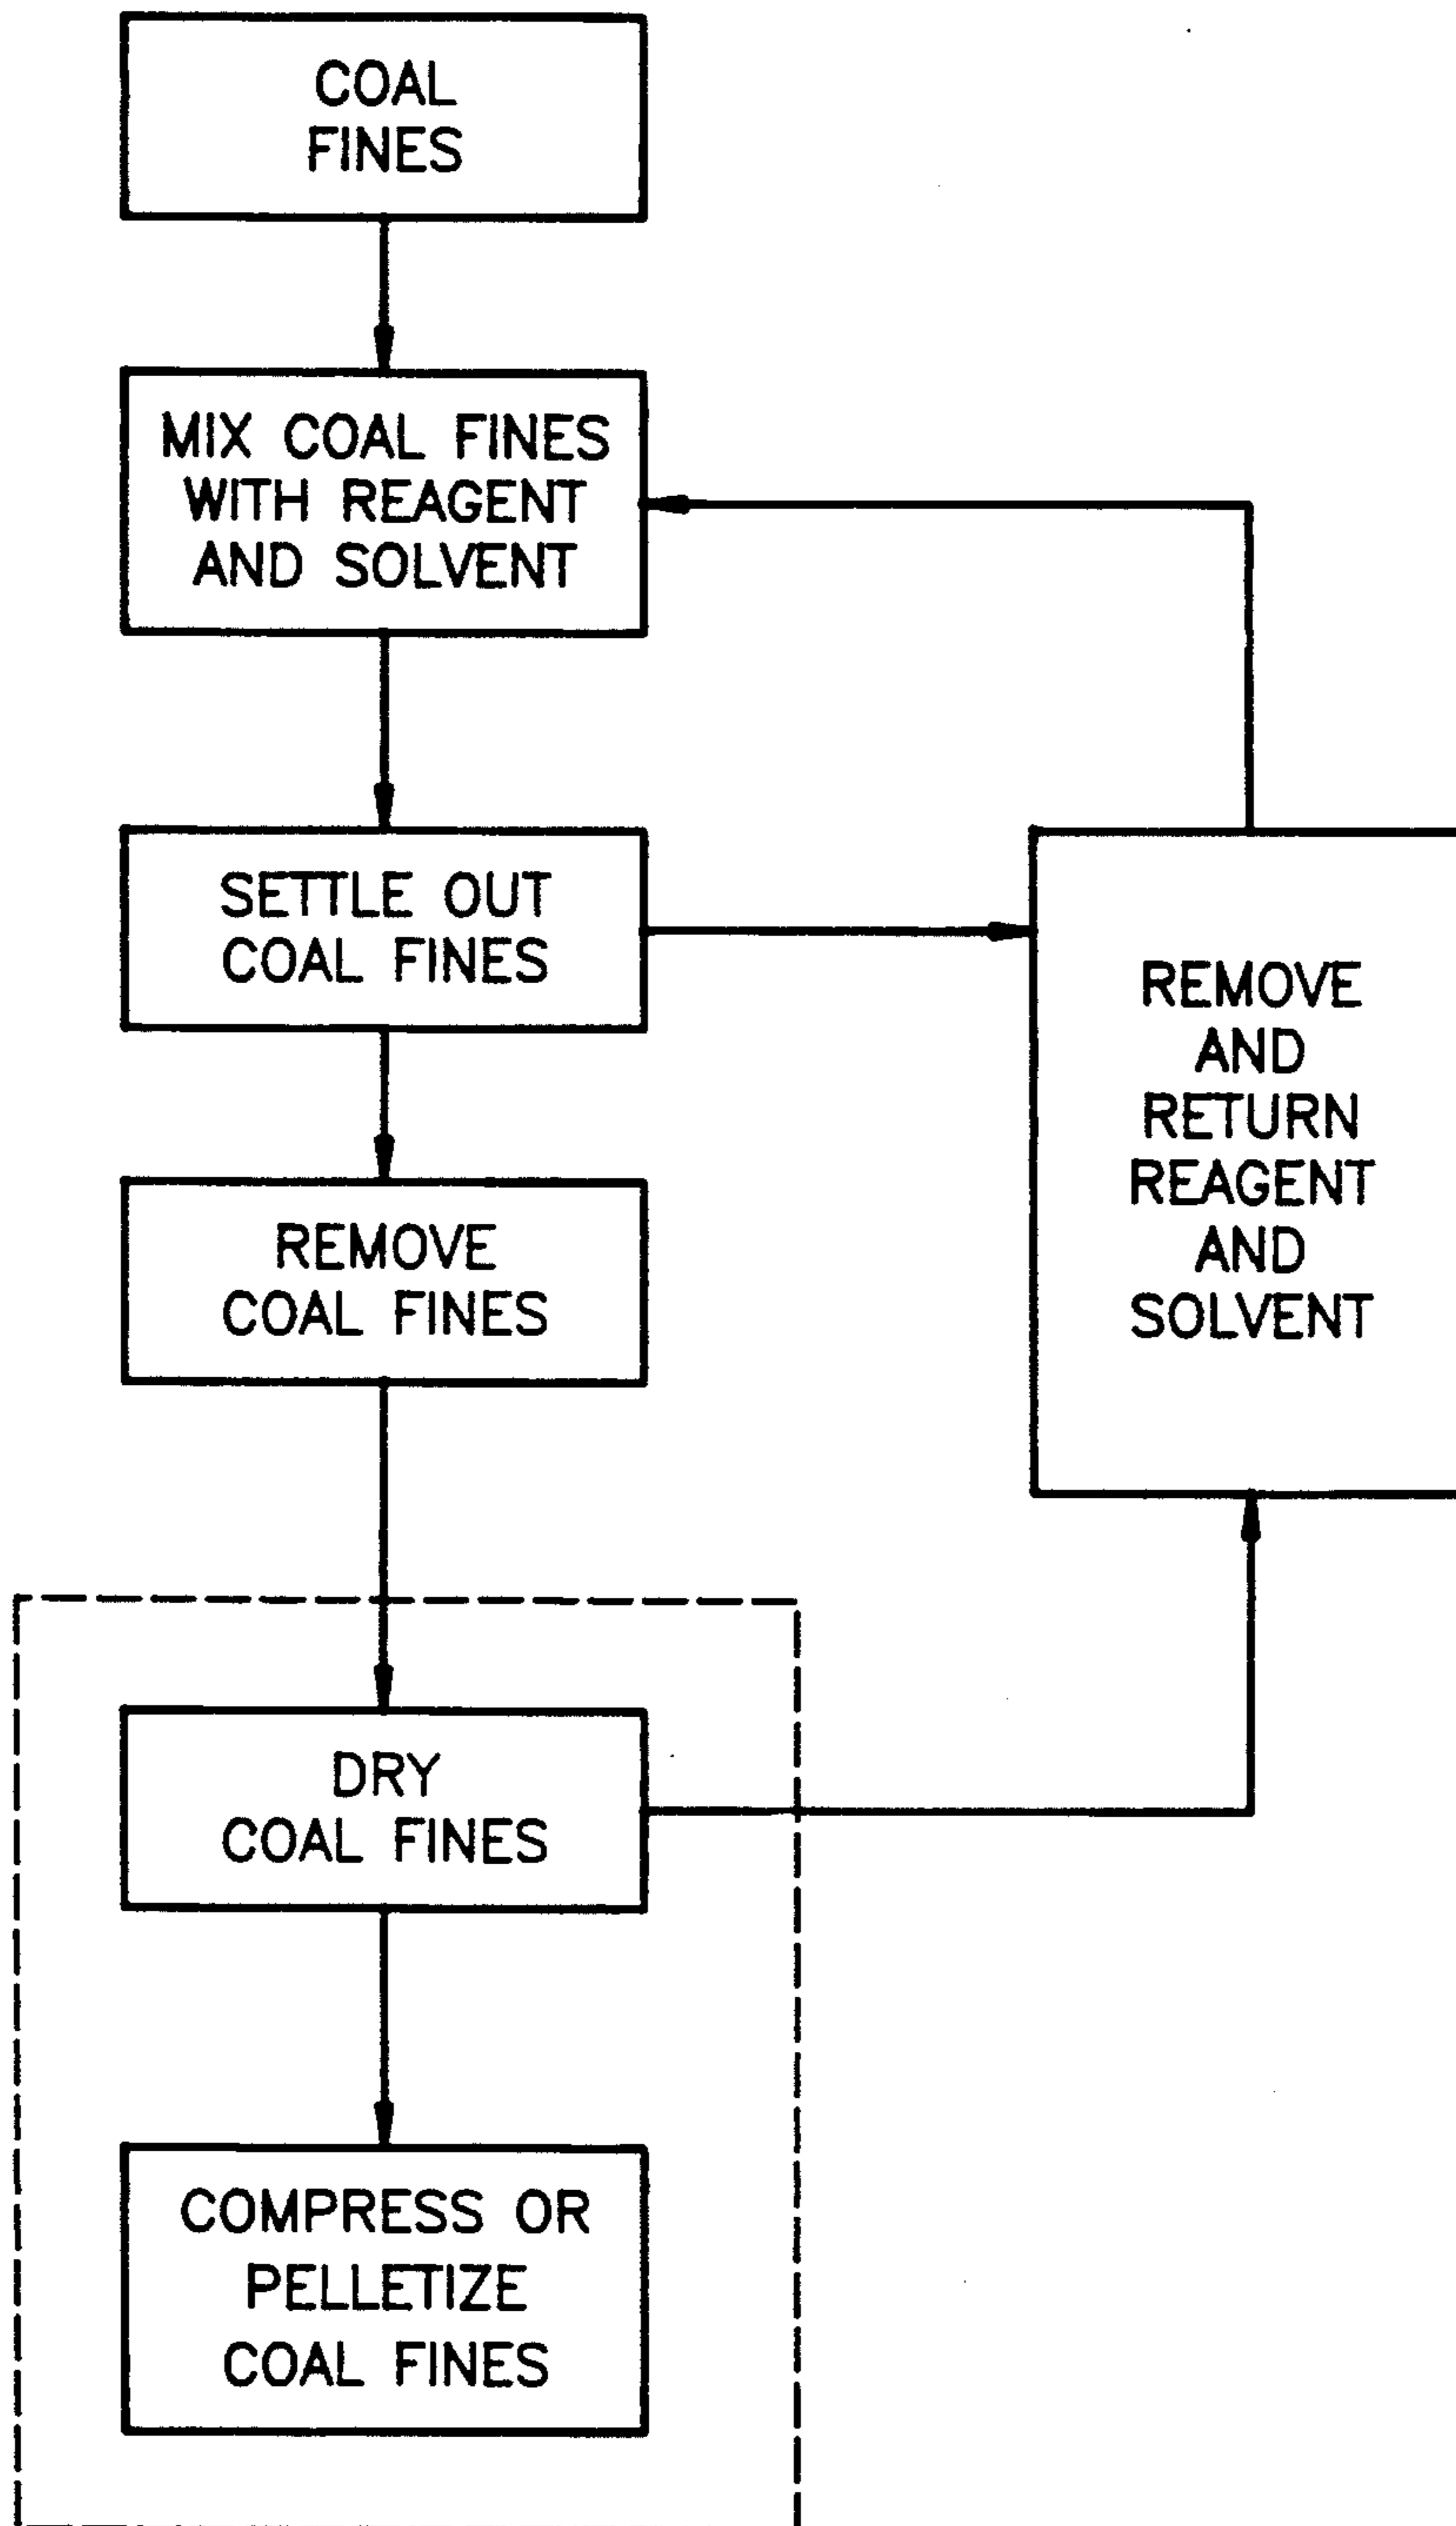 COAL
FINES
MIX COAL FINES
WITH REAGENT
AND SOLVENT
SETTLE OUT
COAL FINES
REMOVE
AND
RETURN
REAGENT
AND
SOLVENT
REMOVE
COAL FINES
DRY
COAL FINES
COMPRESS OR
PELLETIZE
COAL FINES